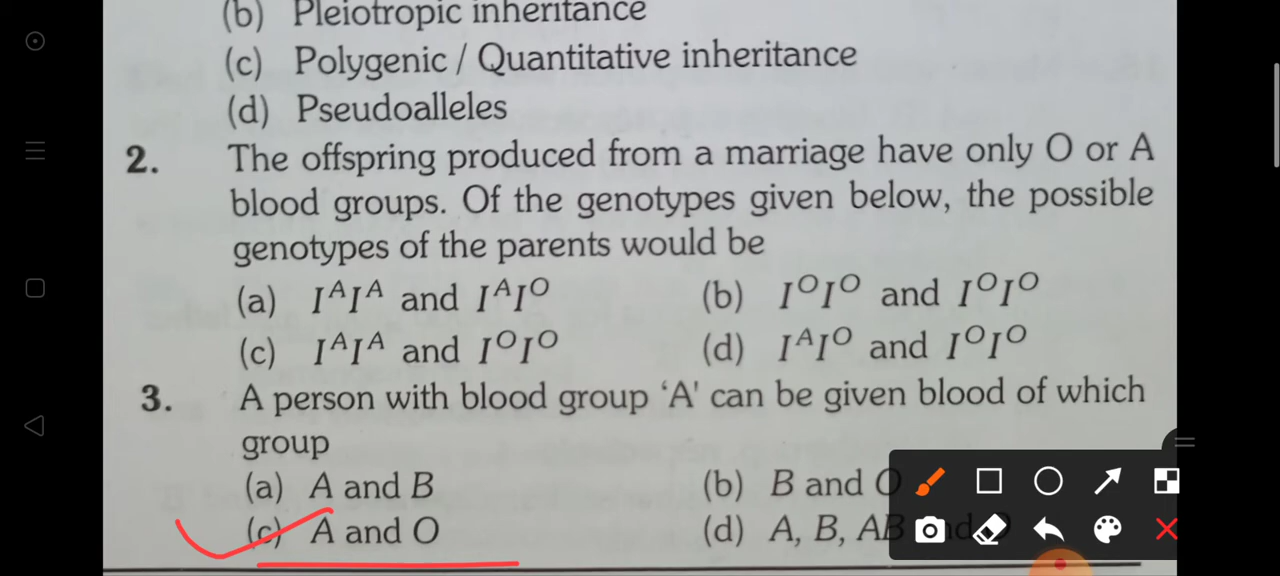 (b) Pleiotropic inheritance
(c) Polygenic / Quantitative inheritance
(d) Pseudoalleles
2. The offspring produced from a marriage have only O or A
blood groups. Of the genotypes given below, the possible
genotypes of the parents would be
(a) IᴬIᴬ and IᴬIᴼ (b) IᴼIᴼ and IᴼIᴼ
(c) IᴬIᴬ and IᴼIᴼ (d) IᴬIᴼ and IᴼIᴼ
3. A person with blood group ‘A' can be given blood of which
group
(a) A and B (b) B and O
(c) A and O (d) A, B, AB